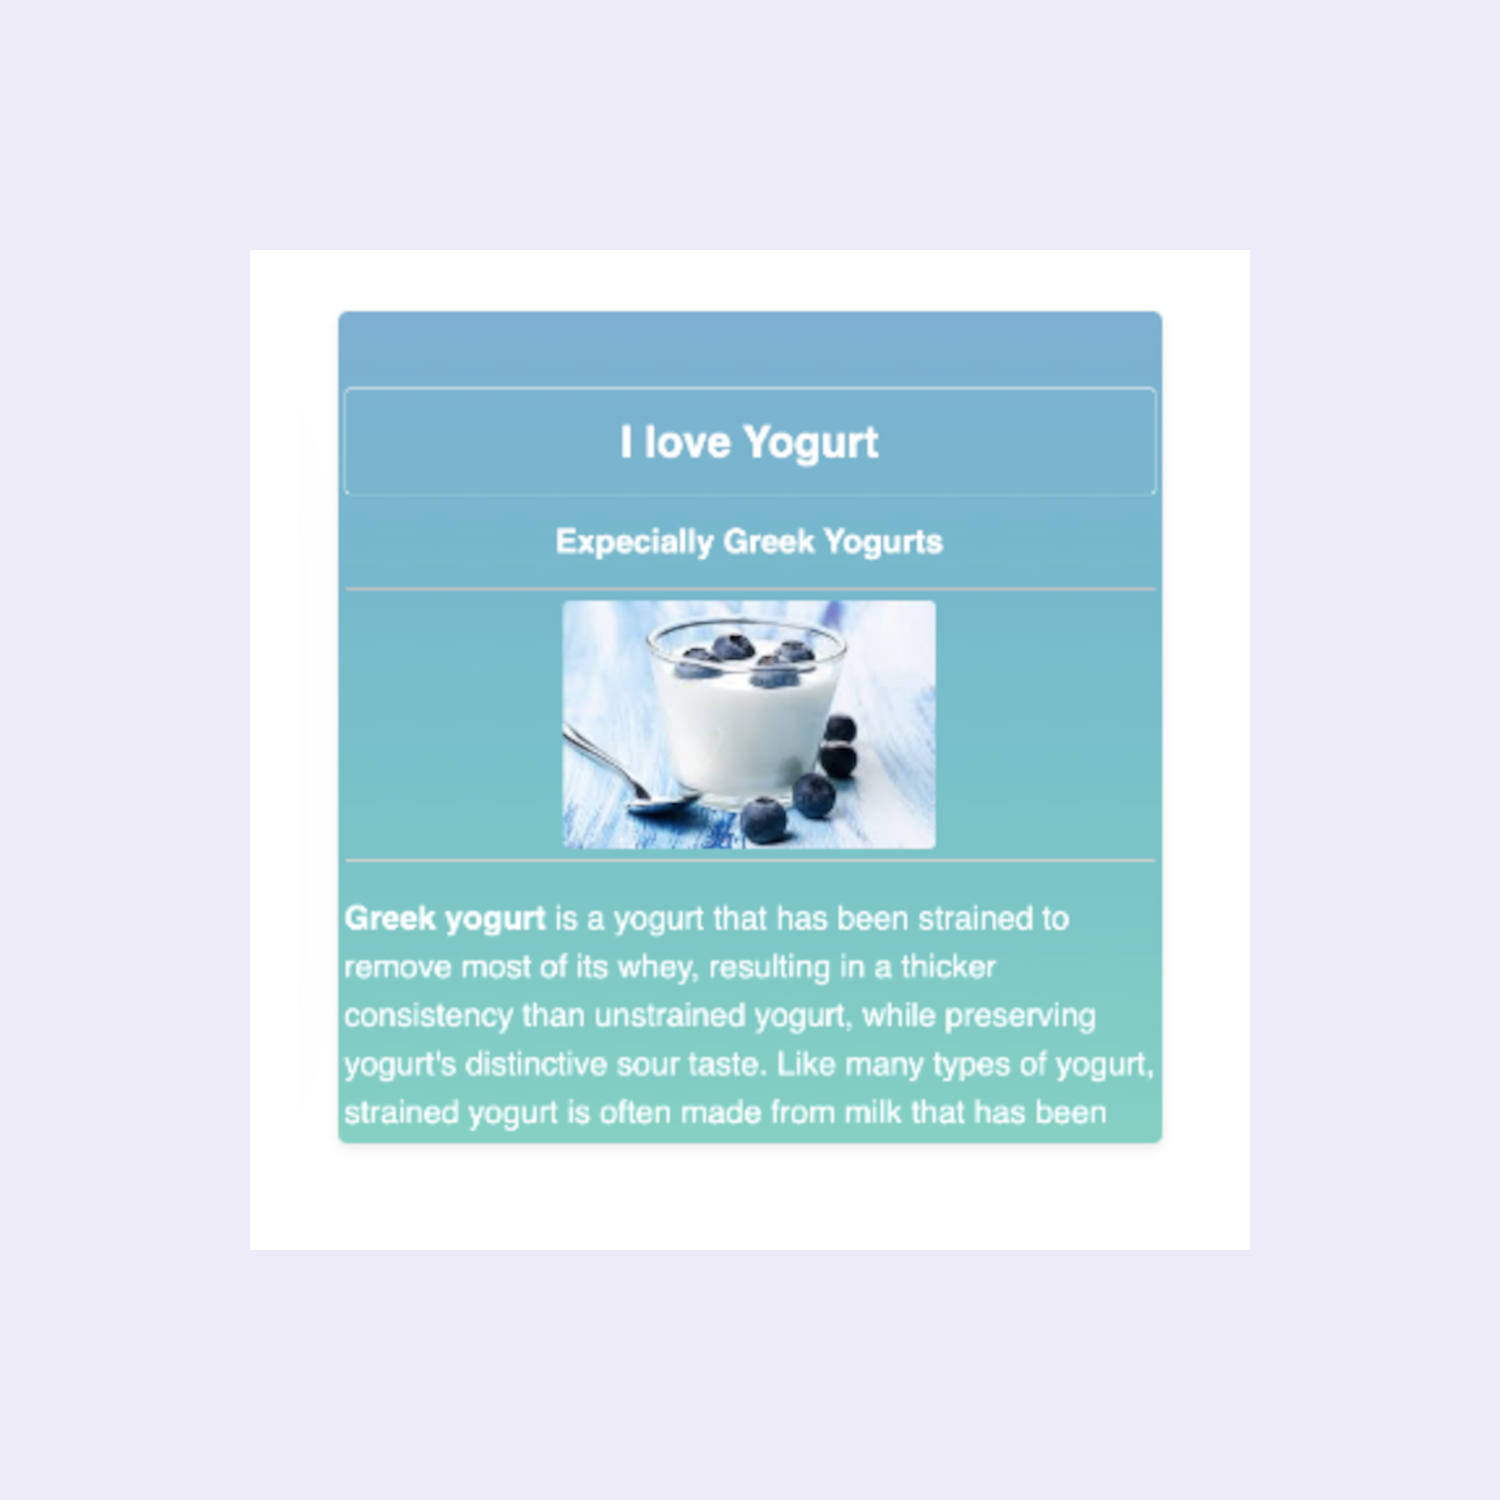 I love Yogurt
Expecially Greek Yogurts
Greek yogurt is a yogurt that has been strained to
remove most of its whey, resulting in a thicker
consistency than unstrained yogurt, while preserving
yogurt's distinctive sour taste. Like many types of yogurt,
strained yogurt is often made from milk that has been